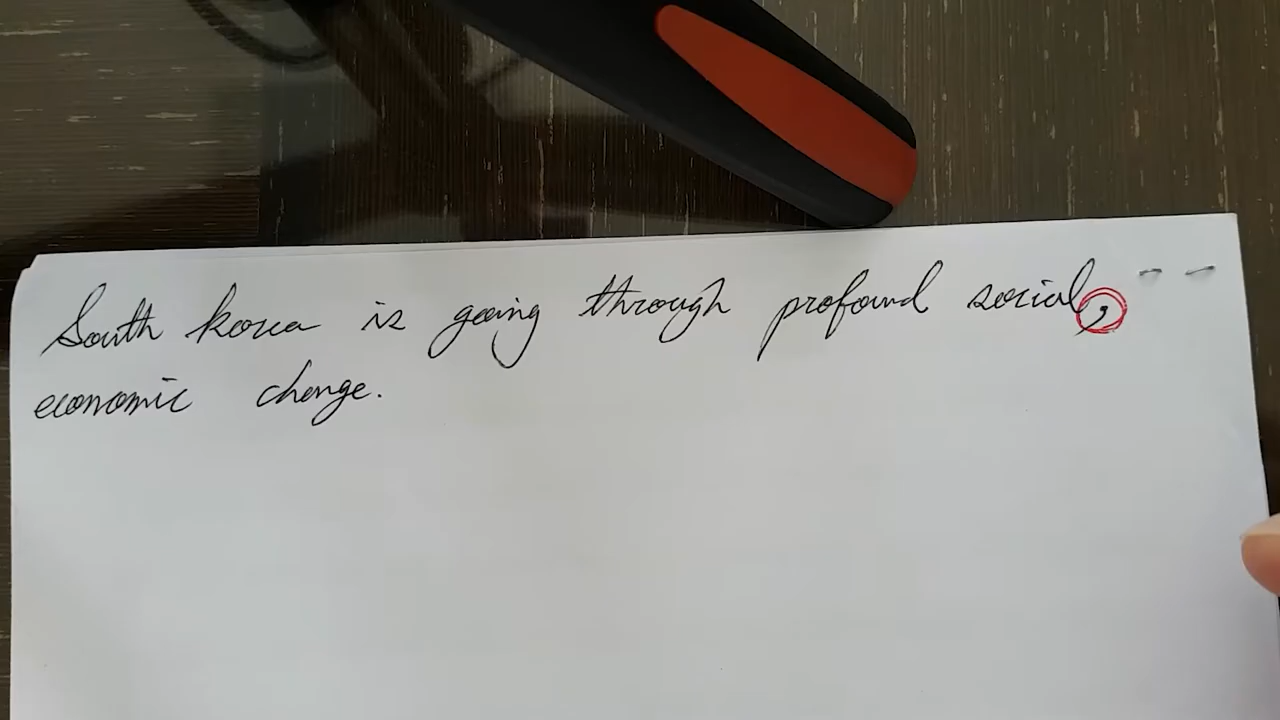 South korea is going through profound social,
economic change.